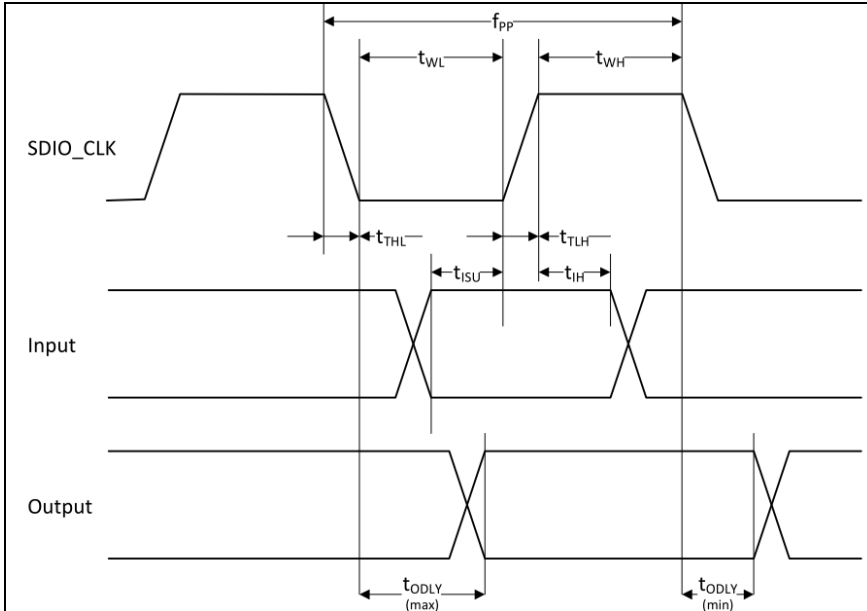 fPP
tWL
tWH
SDIO_CLK
tTHL
tTLH
tISU
tIH
Input
Output
tODLY
(max)
tODLY
(min)